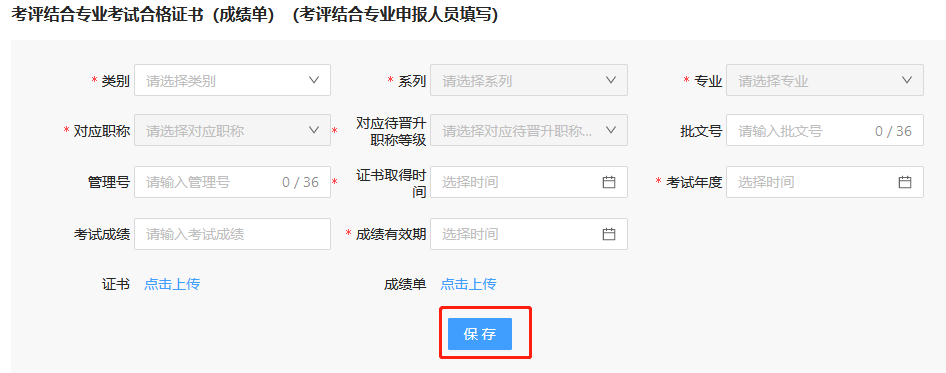 考评结合专业考试合格证书（成绩单）（考评结合专业申报人员填写）
* 类别 请选择类别 * 系列 请选择系列 * 专业 请选择专业
* 对应职称 请选择对应职称 * 对应待晋升职称等级 请选择对应待晋升职称... 批文号 请输入批文号 0 / 36
管理号 请输入管理号 0 / 36 * 证书取得时间 选择时间 * 考试年度 选择时间
考试成绩 请输入考试成绩 * 成绩有效期 选择时间
证书 点击上传 成绩单 点击上传
保 存